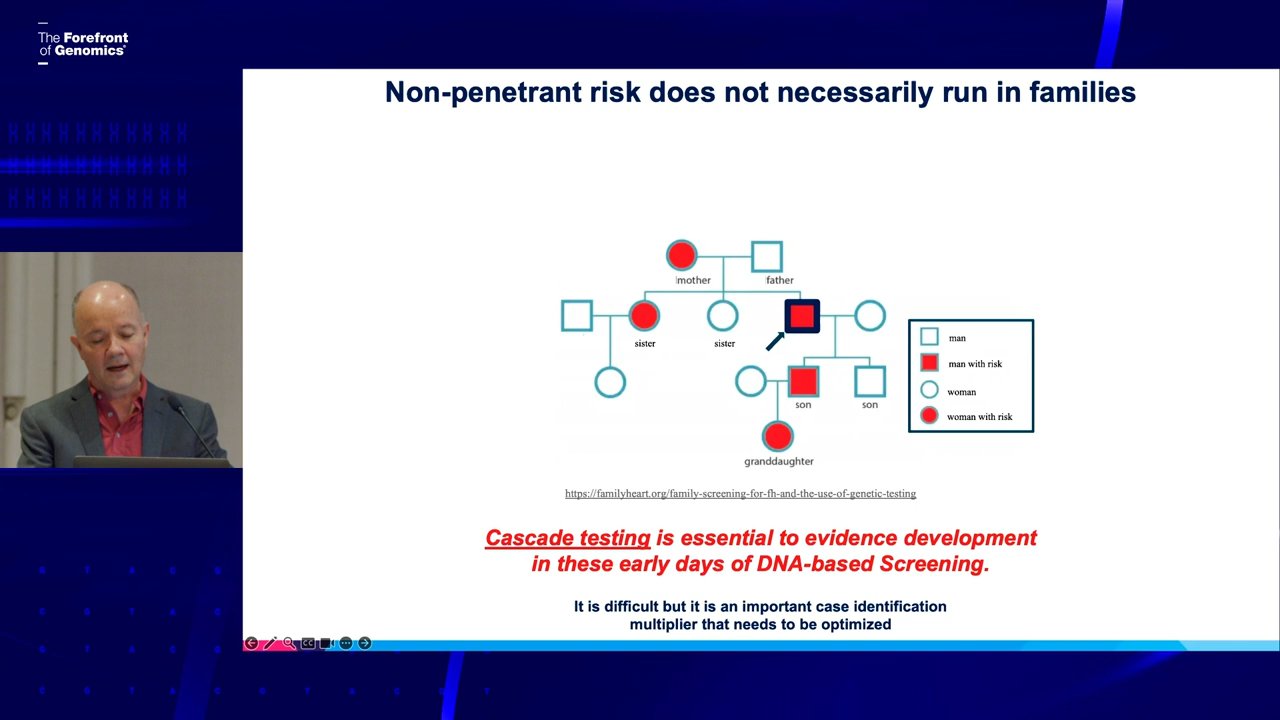 The Forefront
of Genomics®
Non-penetrant risk does not necessarily run in families
mother
father
sister
sister
man
man with risk
woman
woman with risk
son
son
granddaughter
https://familyheart.org/family-screening-for-fh-and-the-use-of-genetic-testing
Cascade testing is essential to evidence development
in these early days of DNA-based Screening.
It is difficult but it is an important case identification
multiplier that needs to be optimized